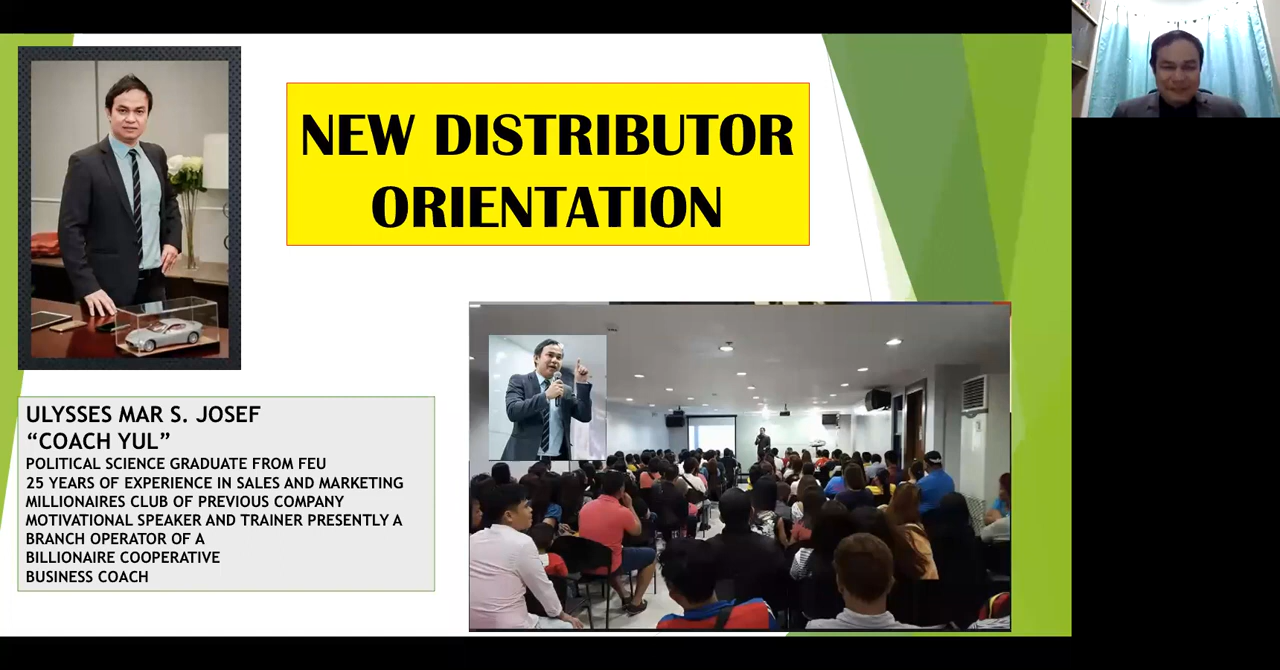 NEW DISTRIBUTOR
ORIENTATION
ULYSSES MAR S. JOSEF
“COACH YUL”
POLITICAL SCIENCE GRADUATE FROM FEU
25 YEARS OF EXPERIENCE IN SALES AND MARKETING
MILLIONAIRES CLUB OF PREVIOUS COMPANY
MOTIVATIONAL SPEAKER AND TRAINER PRESENTLY A
BRANCH OPERATOR OF A
BILLIONAIRE COOPERATIVE
BUSINESS COACH